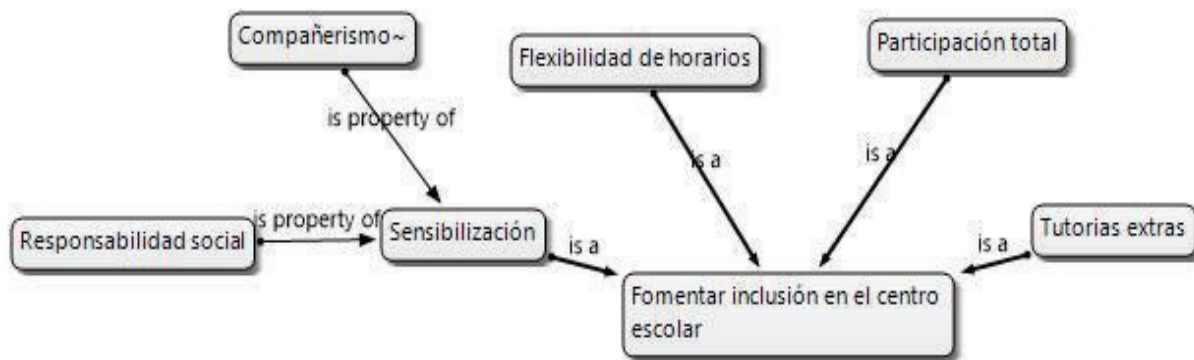 Compañerismo~
Flexibilidad de horarios
Participación total
is property of
is a
is a
Responsabilidad social
is property of
Sensibilización
is a
is a
Tutorias extras
Fomentar inclusión en el centro
escolar